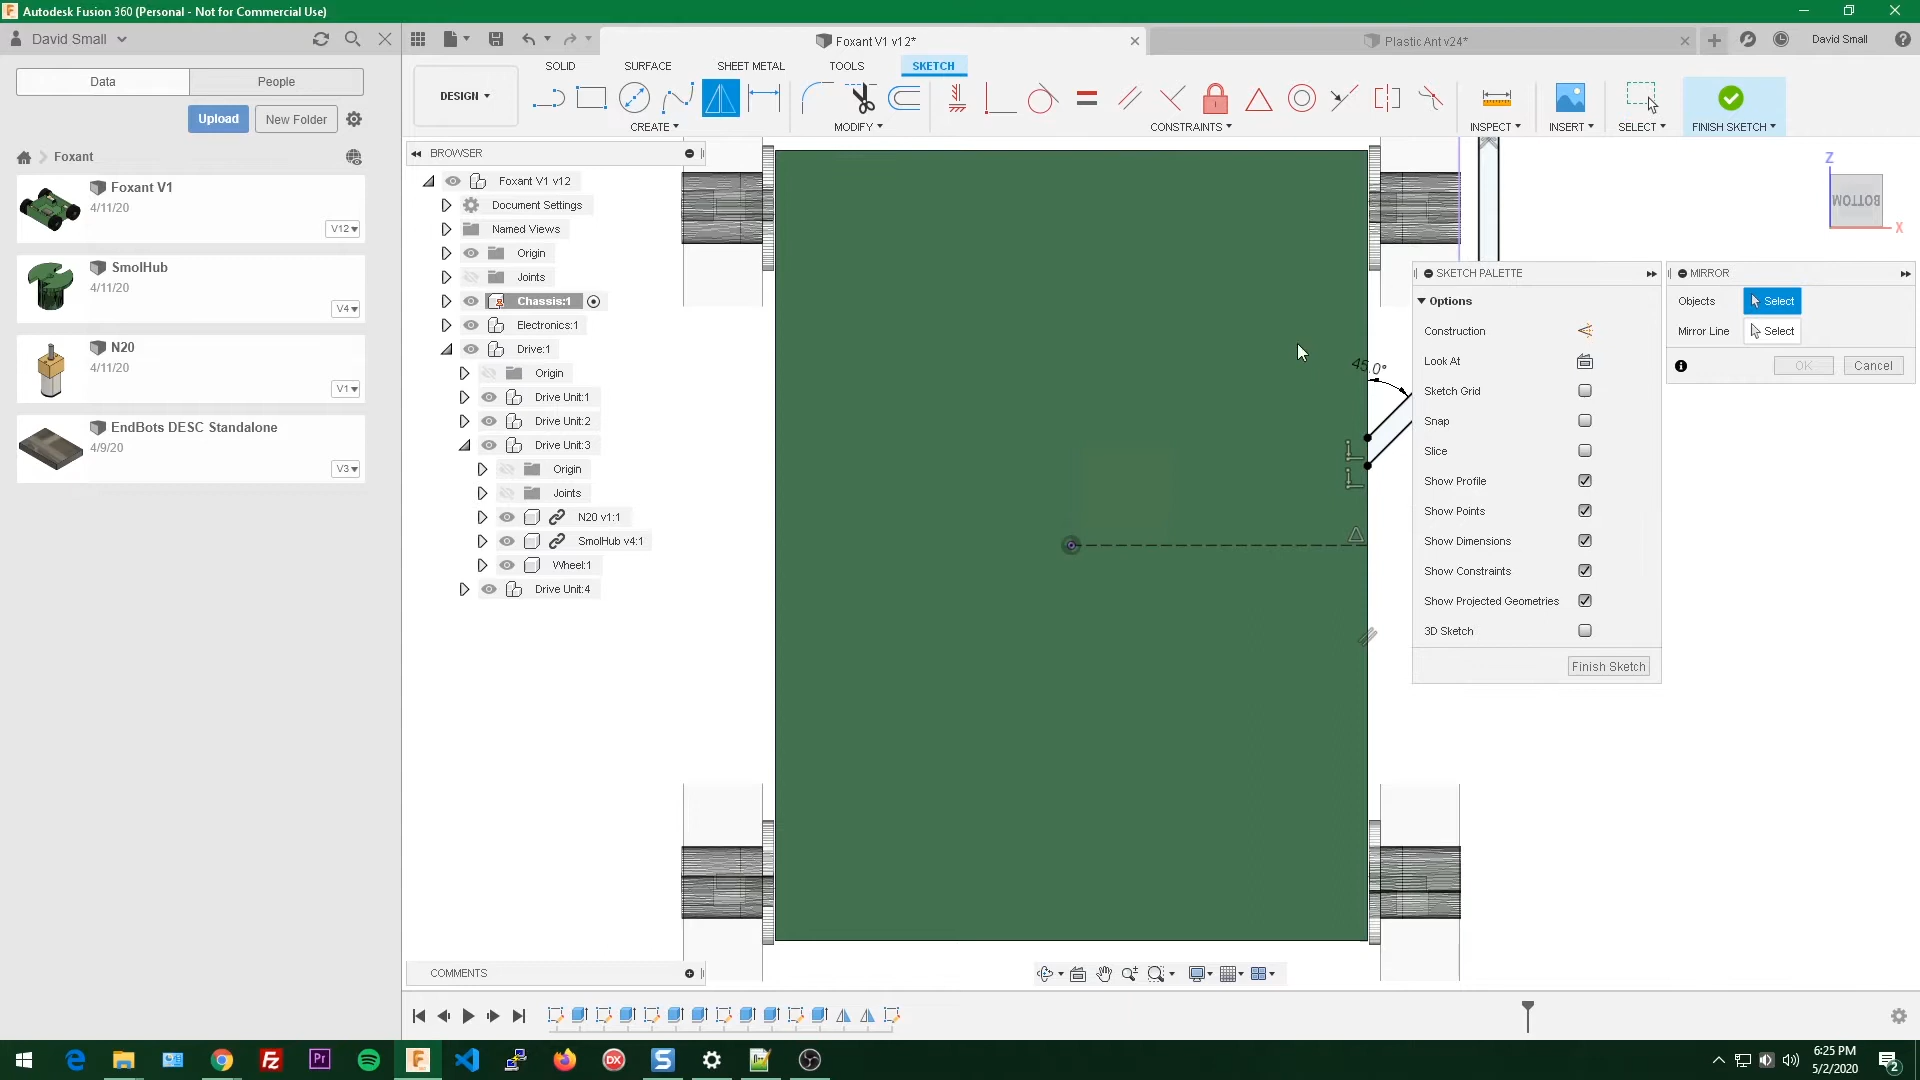 Autodesk Fusion 360 (Personal - Not for Commercial Use)
David Small
Data
People
Upload
New Folder
Foxant
Foxant V1
4/11/20
V12
SmolHub
4/11/20
V4
N20
4/11/20
V1
EndBots DESC Standalone
4/9/20
V3
Foxant V1 v12*
Plastic Ant v24*
David Small
DESIGN
SOLID
SURFACE
SHEET METAL
TOOLS
SKETCH
CREATE
MODIFY
CONSTRAINTS
INSPECT
INSERT
SELECT
FINISH SKETCH
BROWSER
Foxant V1 v12
Document Settings
Named Views
Origin
Joints
Chassis:1
Electronics:1
Drive:1
Origin
Drive Unit:1
Drive Unit:2
Drive Unit:3
Origin
Joints
N20 v1:1
SmolHub v4:1
Wheel:1
Drive Unit:4
45.0°
Z
BOTTOM
X
SKETCH PALETTE
Options
Construction
Look At
Sketch Grid
Snap
Slice
Show Profile
Show Points
Show Dimensions
Show Constraints
Show Projected Geometries
3D Sketch
Finish Sketch
MIRROR
Objects
Select
Mirror Line
Select
OK
Cancel
COMMENTS
6:25 PM
5/2/2020
2